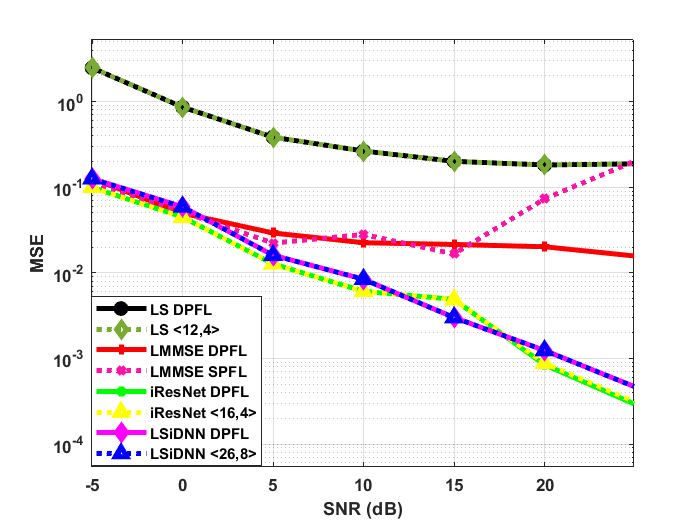 10^0
10^-1
10^-2
10^-3
10^-4
MSE
LS DPFL
LS <12,4>
LMMSE DPFL
LMMSE SPFL
iResNet DPFL
iResNet <16,4>
LSiDNN DPFL
LSiDNN <26,8>
-5 0 5 10 15 20
SNR (dB)